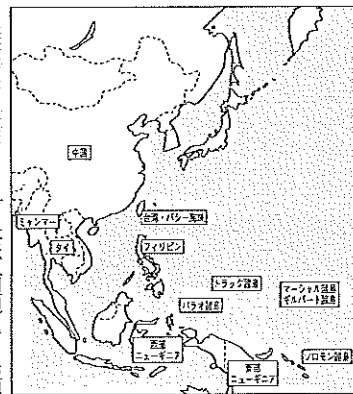 中国
ミャンマー
台湾・バシー海峡
タイ
フィリピン
トラック諸島
マーシャル諸島
ギルバート諸島
パラオ諸島
西部
ニューギニア
ソロモン諸島
ニューギニア